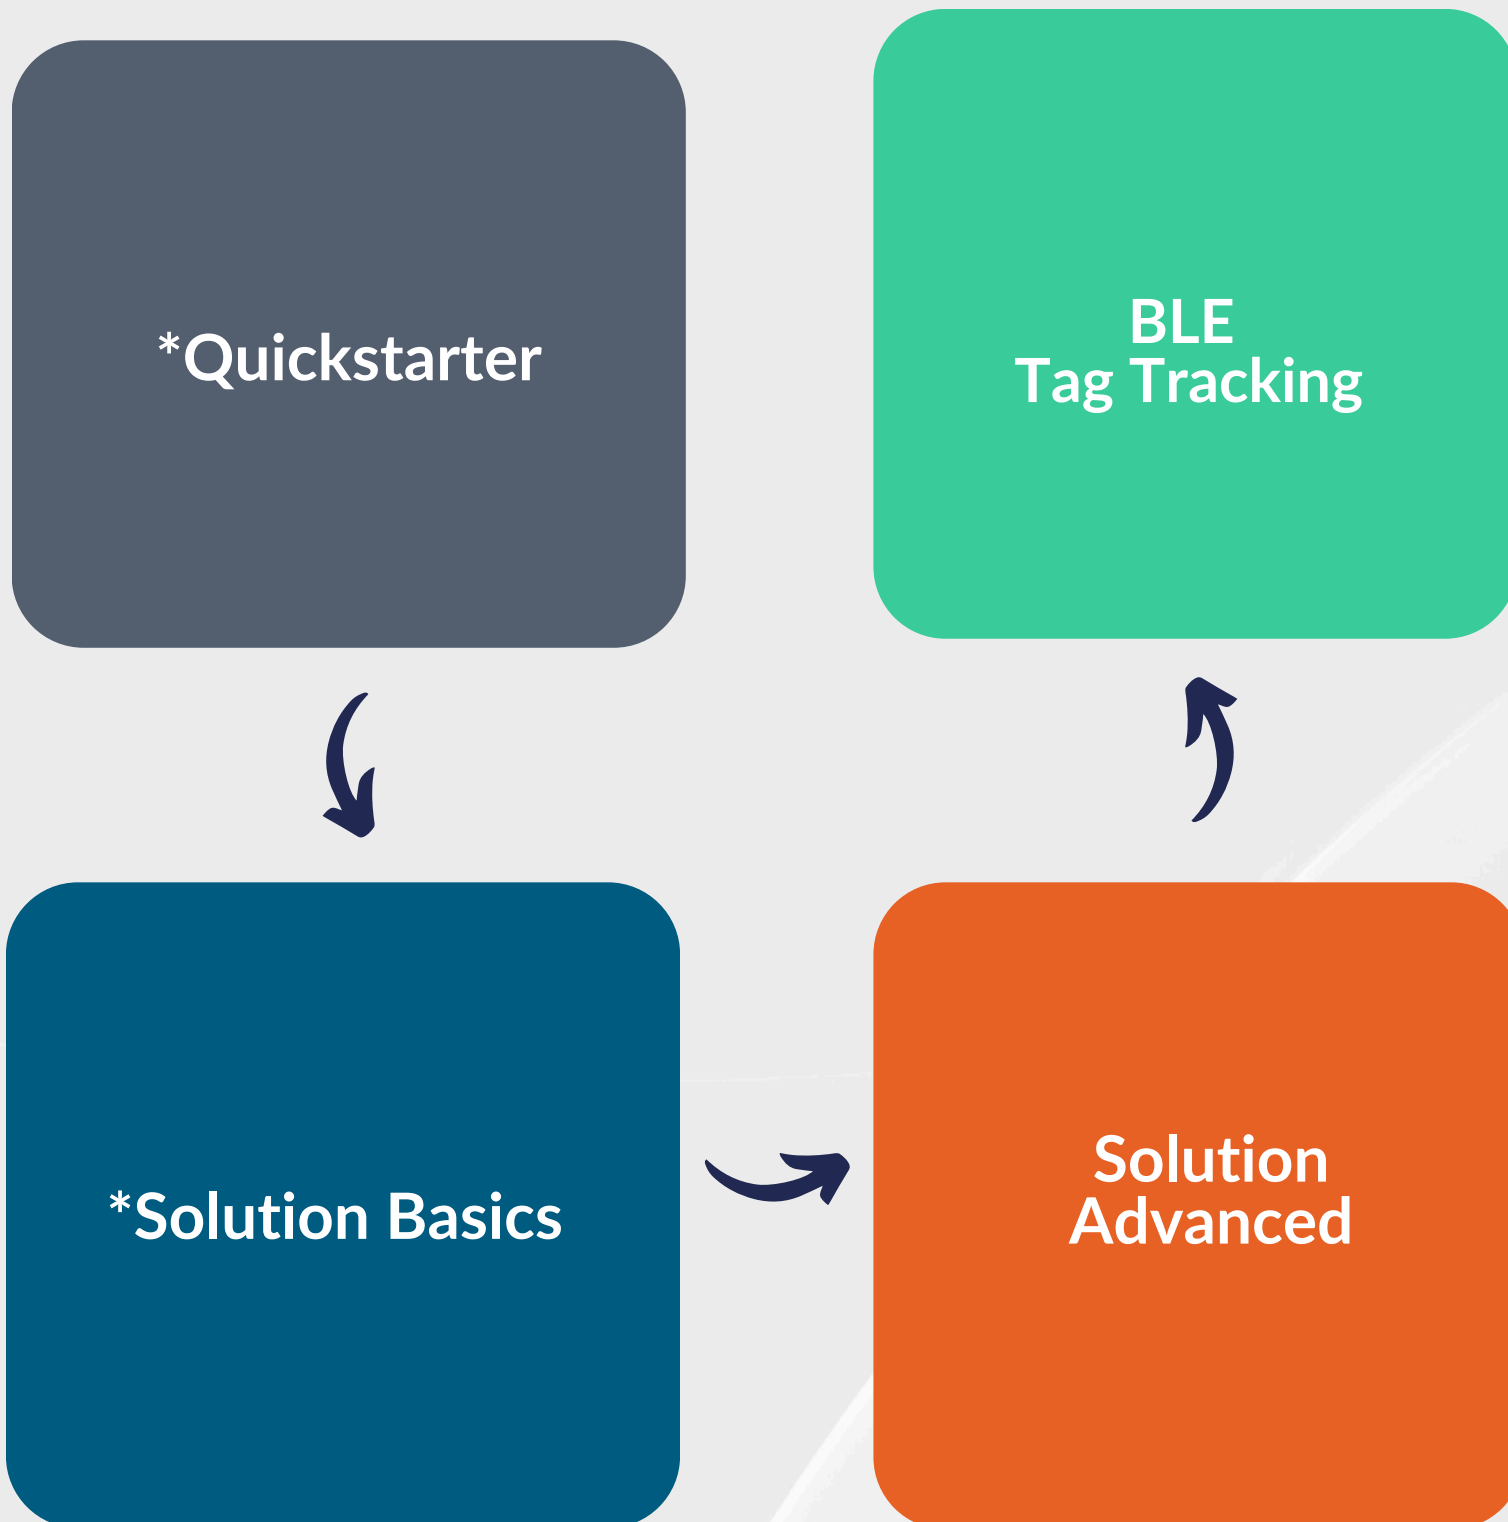 *Quickstarter
BLE
Tag Tracking
*Solution Basics
Solution
Advanced